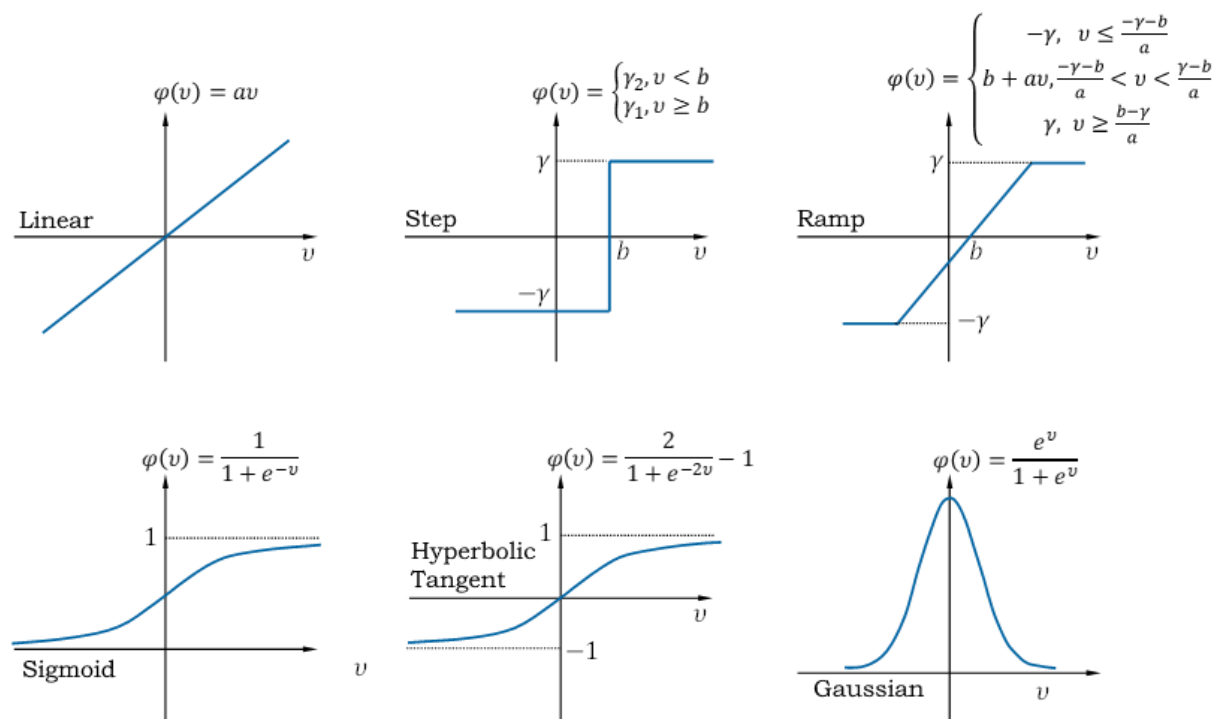 φ(υ) = aυ
Linear
υ
φ(υ) = {γ₂, υ < b
γ₁, υ ≥ b
γ
Step
b
υ
−γ
φ(υ) = {−γ, υ ≤ (−γ−b)/a
b + aυ, (−γ−b)/a < υ < (γ−b)/a
γ, υ ≥ (b−γ)/a
γ
Ramp
b
υ
−γ
φ(υ) = 1/(1 + e^(−υ))
1
Sigmoid
υ
φ(υ) = 2/(1 + e^(−2υ)) − 1
1
Hyperbolic
Tangent
υ
−1
φ(υ) = e^υ/(1 + e^υ)
Gaussian
υ